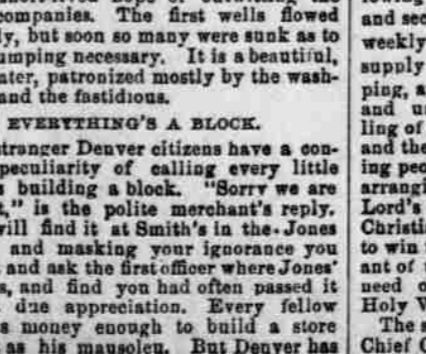 companies. The first wells flowed
ly, but soon so many were sunk as to
umping necessary. It is a beautiful,
ater, patronized mostly by the wash-
and the fastidious.
EVERYTHING'S A BLOCK.
tranger Denver citizens have a con-
peculiarity of calling every little
s building a block. "Sorry we are
t," is the polite merchant's reply.
will find it at Smith's in the Jones
and masking your ignorance you
and ask the first officer where Jones'
s, and find you had often passed it
due appreciation. Every fellow
s money enough to build a store
as his mausoleu. But Denver has
and sec
weekly
supply
ping, a
and u
ling of
and the
ing peo
arrangi
Lord's
Christi
to win
ant of
need o
Holy W
The s
Chief C